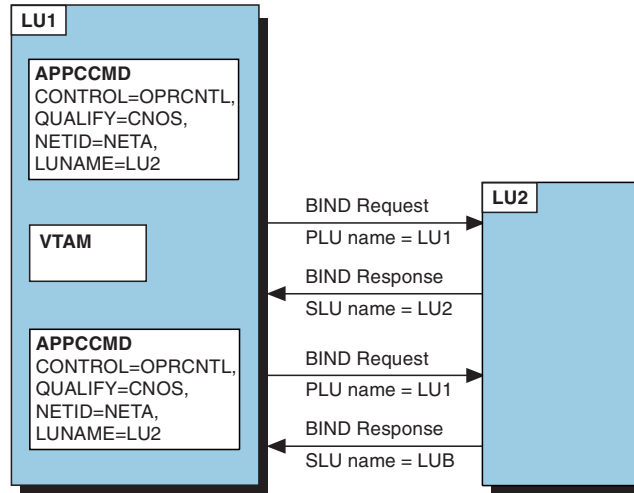 LU1
APPCCMD
CONTROL=OPRCNTL,
QUALIFY=CNOS,
NETID=NETA,
LUNAME=LU2
VTAM
APPCCMD
CONTROL=OPRCNTL,
QUALIFY=CNOS,
NETID=NETA,
LUNAME=LU2
BIND Request
PLU name = LU1
BIND Response
SLU name = LU2
BIND Request
PLU name = LU1
BIND Response
SLU name = LUB
LU2